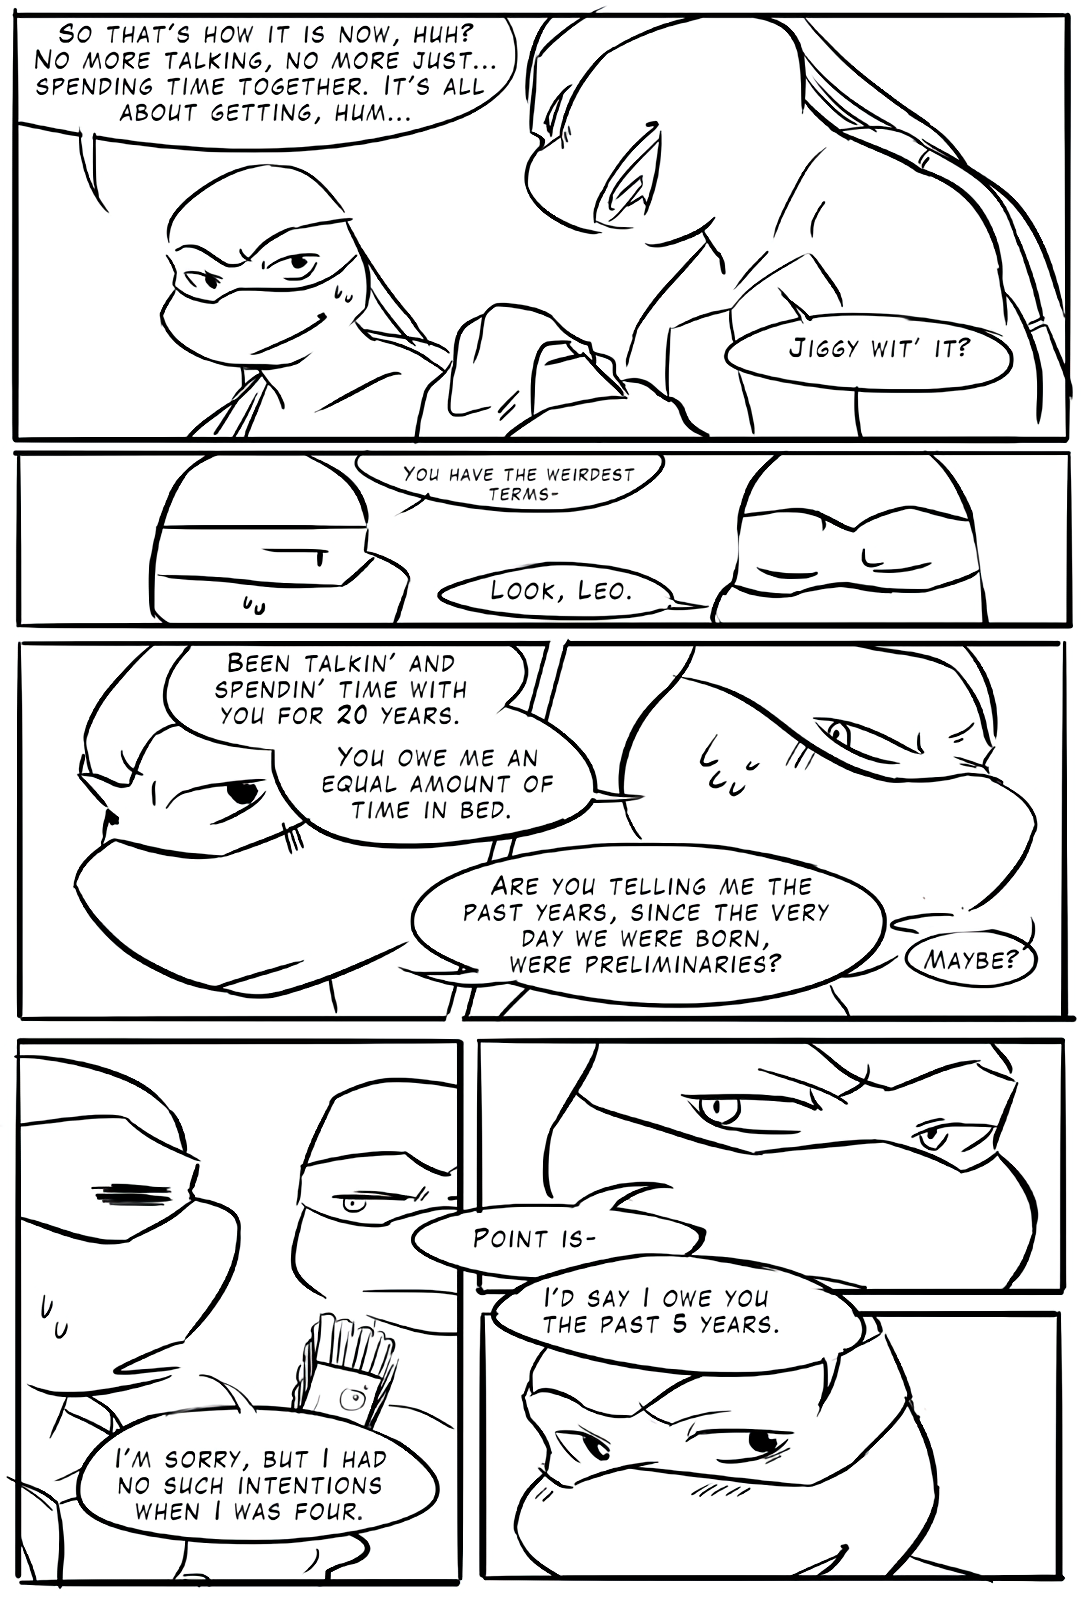 So that's how it is now, huh?
No more talking, no more just...
spending time together. It's all
about getting, hum...
Jiggy wit' it?
You have the weirdest
terms-
Look, Leo.
Been talkin' and
spendin' time with
you for 20 years.
You owe me an
equal amount of
time in bed.
Are you telling me the
past years, since the very
day we were born,
were preliminaries?
Maybe?
I'm sorry, but I had
no such intentions
when I was four.
Point is-
I'd say I owe you
the past 5 years.